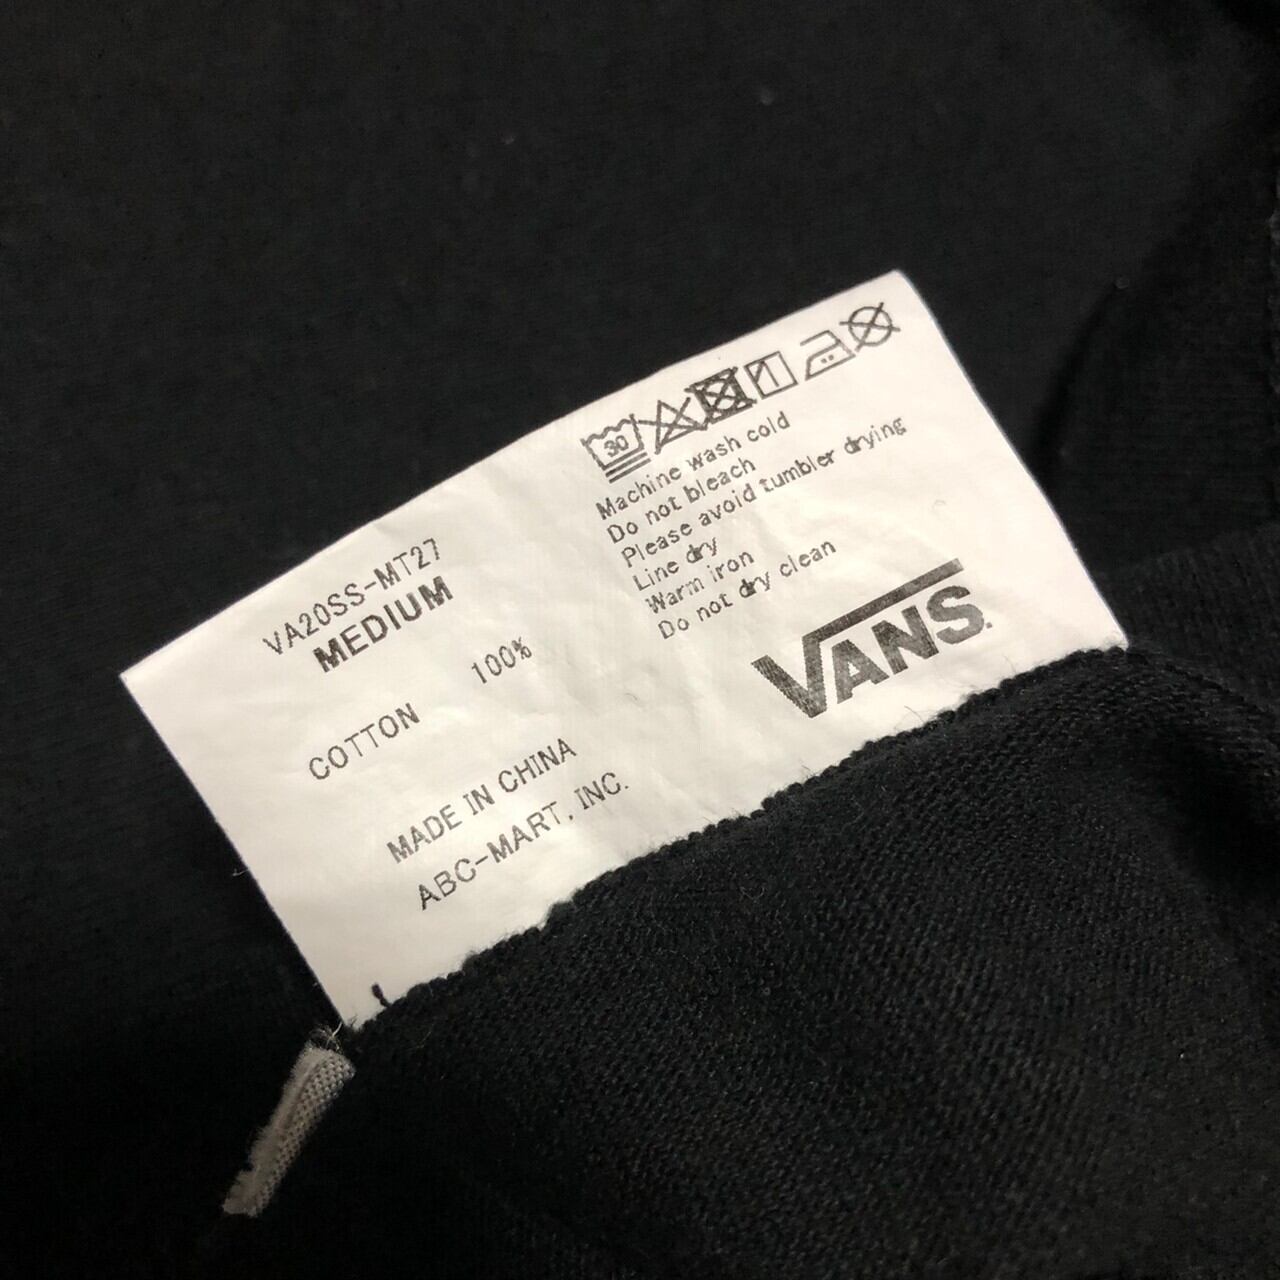 VA20SS-MT27
MEDIUM
COTTON 100%
MADE IN CHINA
ABC-MART, INC.
30
Machine wash cold
Do not bleach
Please avoid tumbler drying
Line dry
Warm iron
Do not dry clean
VANS